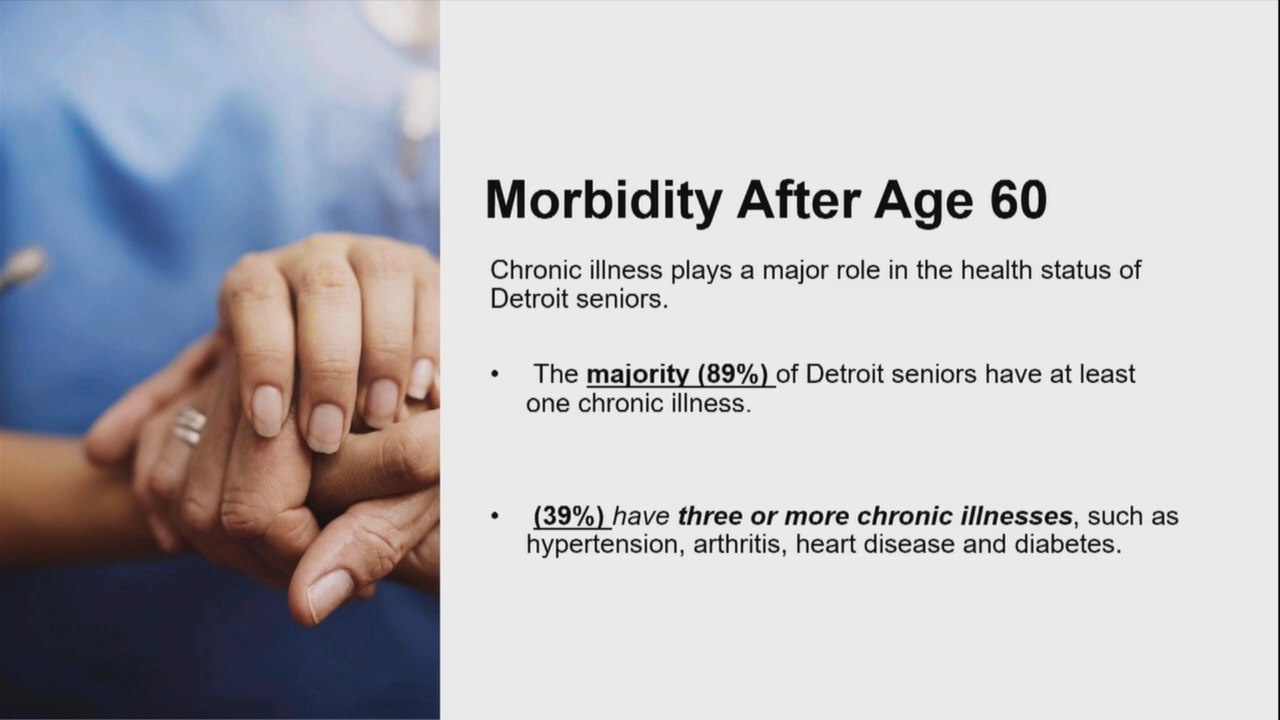 Morbidity After Age 60
Chronic illness plays a major role in the health status of
Detroit seniors.
• The majority (89%) of Detroit seniors have at least
one chronic illness.
• (39%) have three or more chronic illnesses, such as
hypertension, arthritis, heart disease and diabetes.